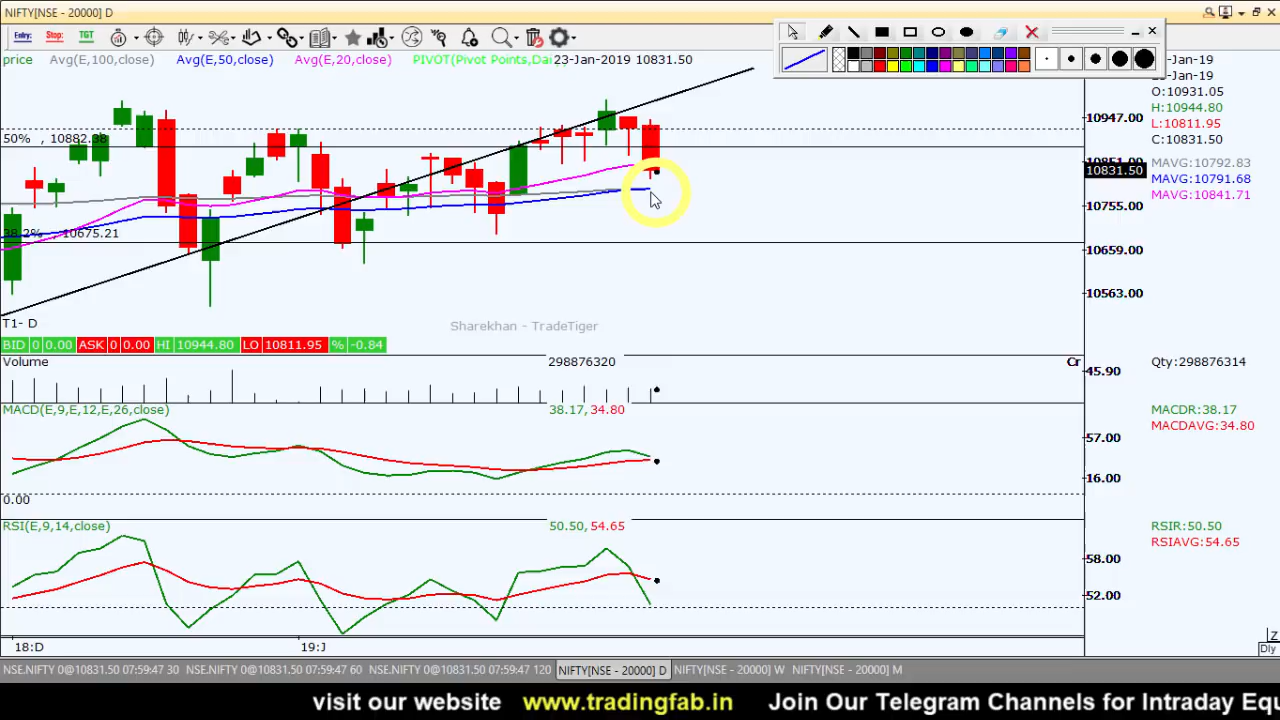 NIFTY[NSE - 20000] D
Entry: Stop: TGT
price Avg(E,100,close) Avg(E,50,close) Avg(E,20,close) PIVOT(Pivot Points,Dai 23-Jan-2019 10831.50
-Jan-19
-Jan-19
O:10931.05
H:10944.80
L:10811.95
C:10831.50
MAVG:10792.83
MAVG:10791.68
MAVG:10841.71
10947.00
10851.00
10831.50
10755.00
10659.00
10563.00
50% , 10882.38
38.2% , 10675.21
T1- D
Sharekhan - TradeTiger
BID 0 0.00 ASK 0 0.00 HI 10944.80 LO 10811.95 % -0.84
Volume 298876320 Cr 45.90 Qty:298876314
MACD(E,9,E,12,E,26,close) 38.17, 34.80 MACDR:38.17
MACDAVG:34.80
57.00
16.00
0.00
RSI(E,9,14,close) 50.50, 54.65 RSIR:50.50
RSIAVG:54.65
58.00
52.00
18:D 19:J
Z
Dly
NSE.NIFTY 0@10831.50 07:59:47 30 NSE.NIFTY 0@10831.50 07:59:47 60 NSE.NIFTY 0@10831.50 07:59:47 120 NIFTY[NSE - 20000] D NIFTY[NSE - 20000] W NIFTY[NSE - 20000] M
visit our website www.tradingfab.in Join Our Telegram Channels for Intraday Equ